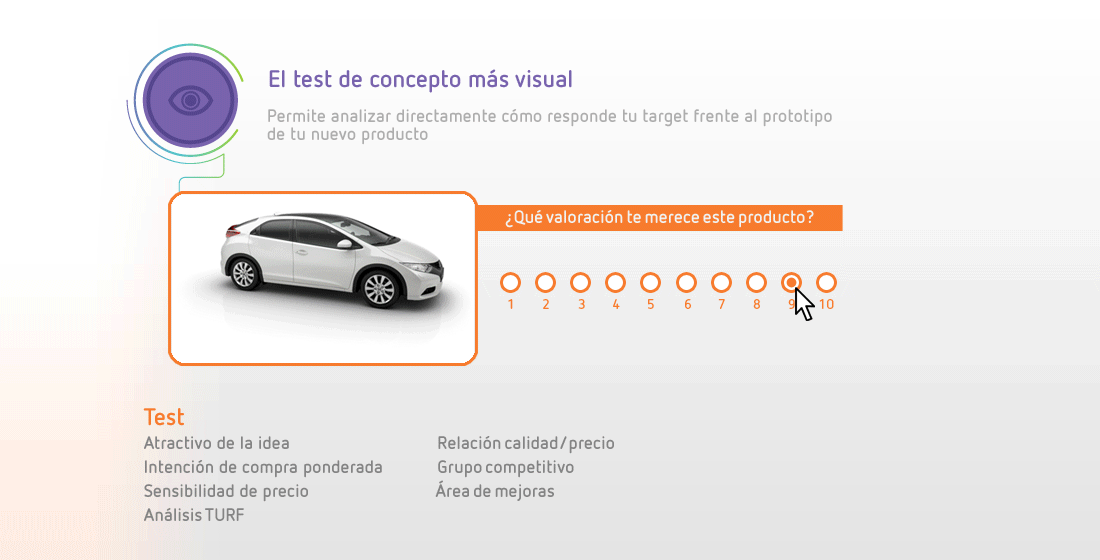 El test de concepto más visual
Permite analizar directamente cómo responde tu target frente al prototipo
de tu nuevo producto
¿Qué valoración te merece este producto?
1 2 3 4 5 6 7 8 9 10
Test
Atractivo de la idea
Intención de compra ponderada
Sensibilidad de precio
Análisis TURF
Relación calidad/precio
Grupo competitivo
Área de mejoras